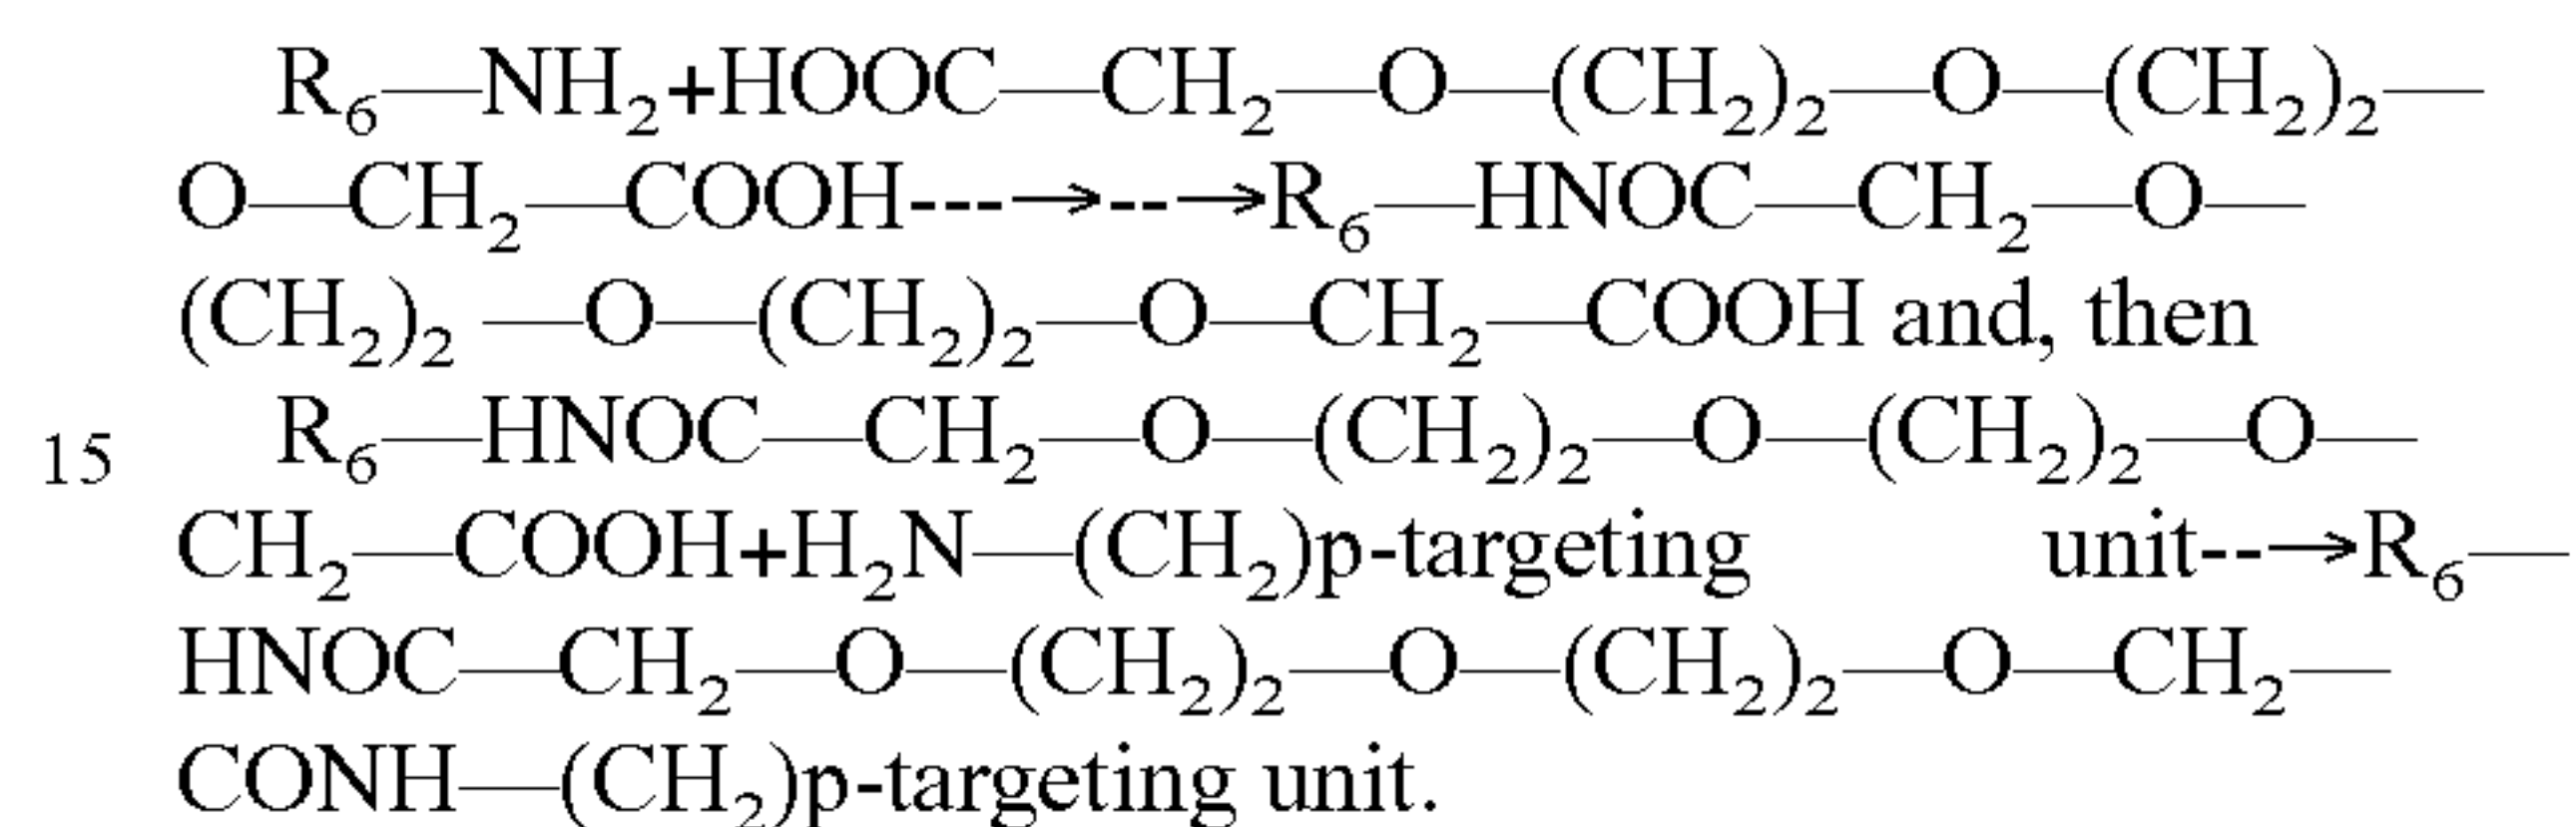 R₆—NH₂+HOOC—CH₂—O—(CH₂)₂—O—(CH₂)₂—
O—CH₂—COOH---→--→R₆—HNOC—CH₂—O—
(CH₂)₂—O—(CH₂)₂—O—CH₂—COOH and, then
15 R₆—HNOC—CH₂—O—(CH₂)₂—O—(CH₂)₂—O—
CH₂—COOH+H₂N—(CH₂)p-targeting unit--→R₆—
HNOC—CH₂—O—(CH₂)₂—O—(CH₂)₂—O—CH₂—
CONH—(CH₂)p-targeting unit.